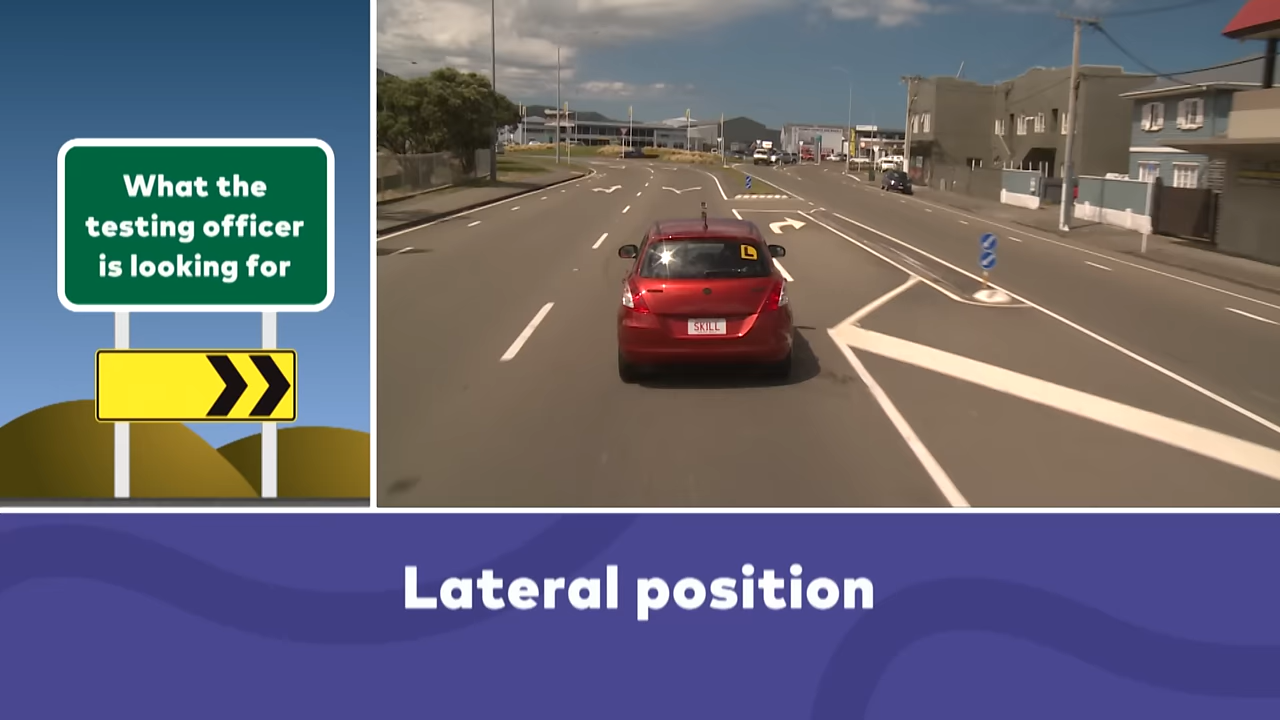 What the
testing officer
is looking for
L
SKILL
Lateral position